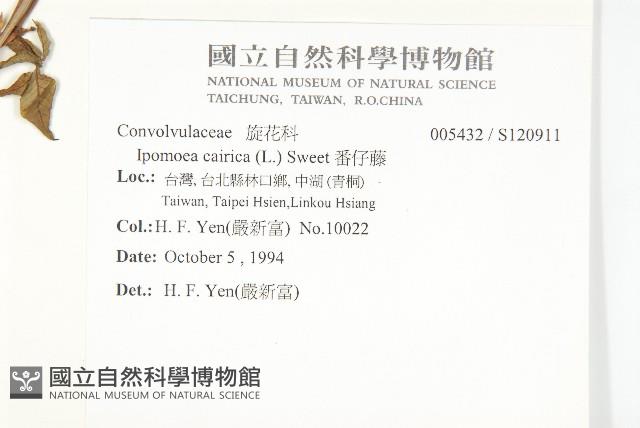 國立自然科學博物館
NATIONAL MUSEUM OF NATURAL SCIENCE
TAICHUNG, TAIWAN, R.O.CHINA
Convolvulaceae 旋花科 005432 / S120911
Ipomoea cairica (L.) Sweet 番仔藤
Loc.: 台灣, 台北縣林口鄉, 中湖 (青桐)
Taiwan, Taipei Hsien,Linkou Hsiang
Col.: H. F. Yen(嚴新富) No.10022
Date: October 5 , 1994
Det.: H. F. Yen(嚴新富)
國立自然科學博物館
NATIONAL MUSEUM OF NATURAL SCIENCE